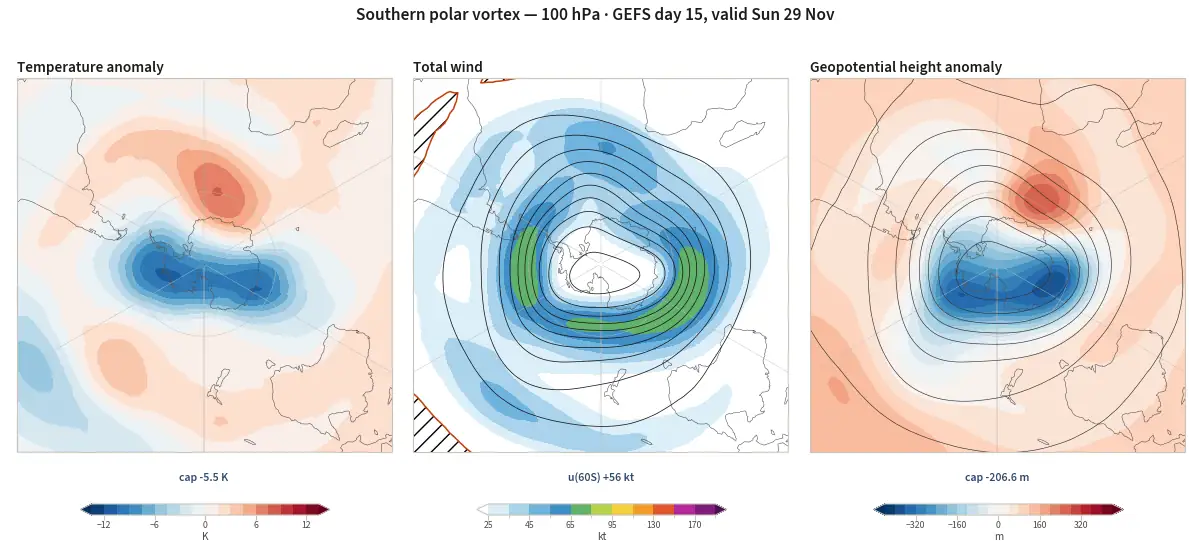 Southern polar vortex — 100 hPa · GEFS day 15, valid Sun 29 Nov
Temperature anomaly
Total wind
Geopotential height anomaly
cap -5.5 K
u(60S) +56 kt
cap -206.6 m
−12 −6 0 6 12
K
25 45 65 95 130 170
kt
−320 −160 0 160 320
m